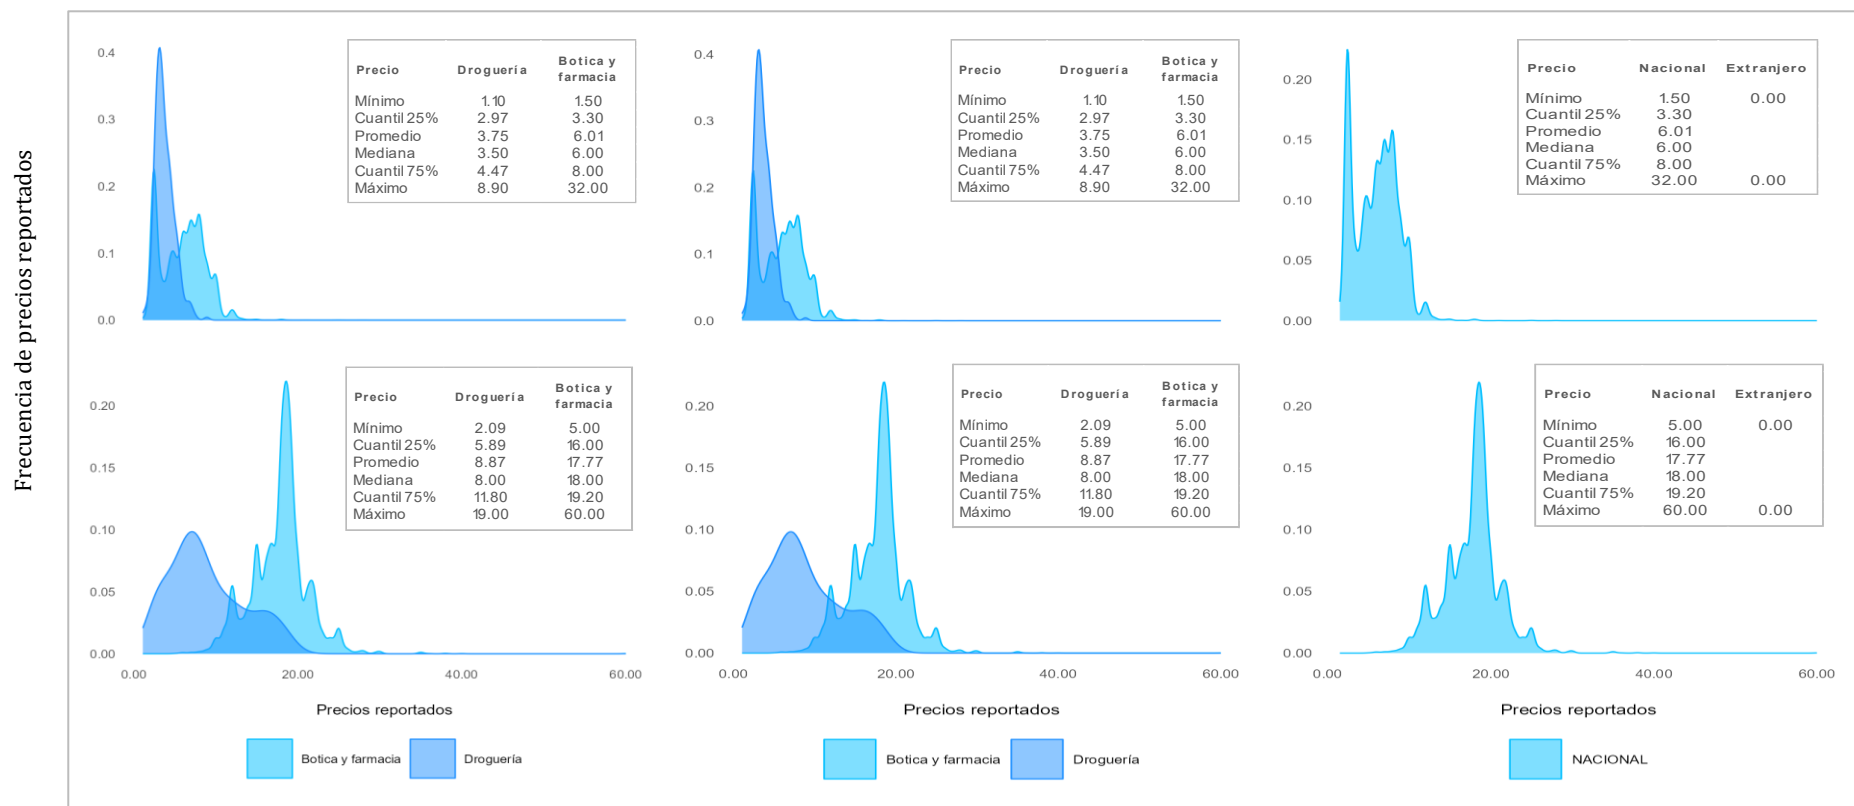 Frecuencia de precios reportados
0.4
0.3
0.2
0.1
0.0
Precio Droguería Botica y farmacia
Mínimo 1.10 1.50
Cuantil 25% 2.97 3.30
Promedio 3.75 6.01
Mediana 3.50 6.00
Cuantil 75% 4.47 8.00
Máximo 8.90 32.00
0.4
0.3
0.2
0.1
0.0
Precio Droguería Botica y farmacia
Mínimo 1.10 1.50
Cuantil 25% 2.97 3.30
Promedio 3.75 6.01
Mediana 3.50 6.00
Cuantil 75% 4.47 8.00
Máximo 8.90 32.00
0.20
0.15
0.10
0.05
0.00
Precio Nacional Extranjero
Mínimo 1.50 0.00
Cuantil 25% 3.30
Promedio 6.01
Mediana 6.00
Cuantil 75% 8.00
Máximo 32.00 0.00
0.20
0.15
0.10
0.05
0.00
Precio Droguería Botica y farmacia
Mínimo 2.09 5.00
Cuantil 25% 5.89 16.00
Promedio 8.87 17.77
Mediana 8.00 18.00
Cuantil 75% 11.80 19.20
Máximo 19.00 60.00
0.00 20.00 40.00 60.00
Precios reportados
Botica y farmacia Droguería
0.20
0.15
0.10
0.05
0.00
Precio Droguería Botica y farmacia
Mínimo 2.09 5.00
Cuantil 25% 5.89 16.00
Promedio 8.87 17.77
Mediana 8.00 18.00
Cuantil 75% 11.80 19.20
Máximo 19.00 60.00
0.00 20.00 40.00 60.00
Precios reportados
Botica y farmacia Droguería
0.20
0.15
0.10
0.05
0.00
Precio Nacional Extranjero
Mínimo 5.00 0.00
Cuantil 25% 16.00
Promedio 17.77
Mediana 18.00
Cuantil 75% 19.20
Máximo 60.00 0.00
0.00 20.00 40.00 60.00
Precios reportados
NACIONAL